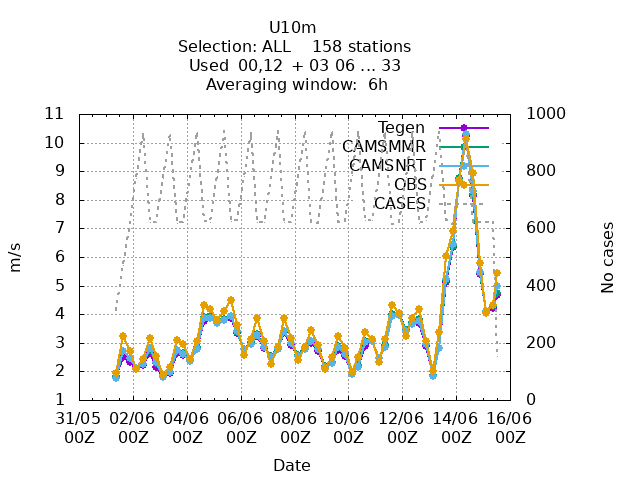 U10m
Selection: ALL 158 stations
Used 00,12 + 03 06 ... 33
Averaging window: 6h
11 1000
10
9
8 800
7
6 600
5
4 400
3
2 200
1 0
m/s
No cases
Tegen
CAMSMMR
CAMSNRT
OBS
CASES
31/05 02/06 04/06 06/06 08/06 10/06 12/06 14/06 16/06
00Z 00Z 00Z 00Z 00Z 00Z 00Z 00Z 00Z
Date